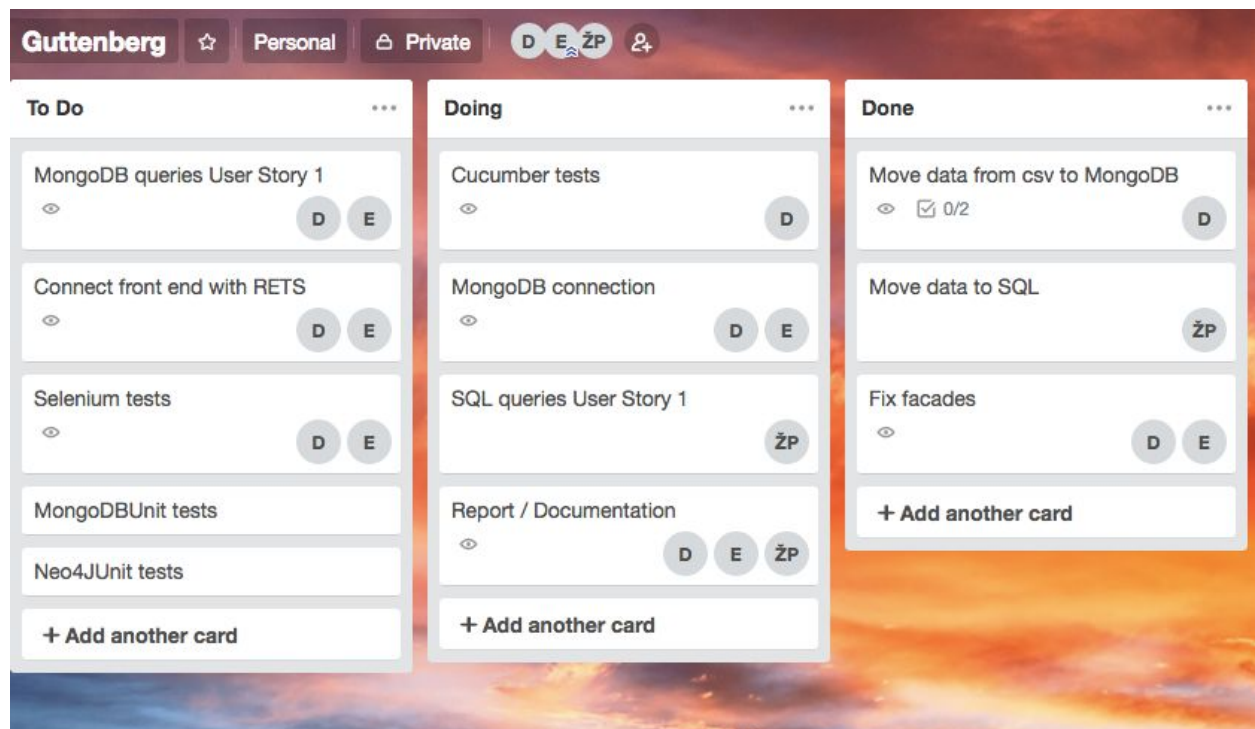 Guttenberg Personal Private D E ŽP
To Do
MongoDB queries User Story 1
D E
Connect front end with RETS
D E
Selenium tests
D E
MongoDBUnit tests
Neo4JUnit tests
+ Add another card
Doing
Cucumber tests
D
MongoDB connection
D E
SQL queries User Story 1
ŽP
Report / Documentation
D E ŽP
+ Add another card
Done
Move data from csv to MongoDB
0/2
D
Move data to SQL
ŽP
Fix facades
D E
+ Add another card